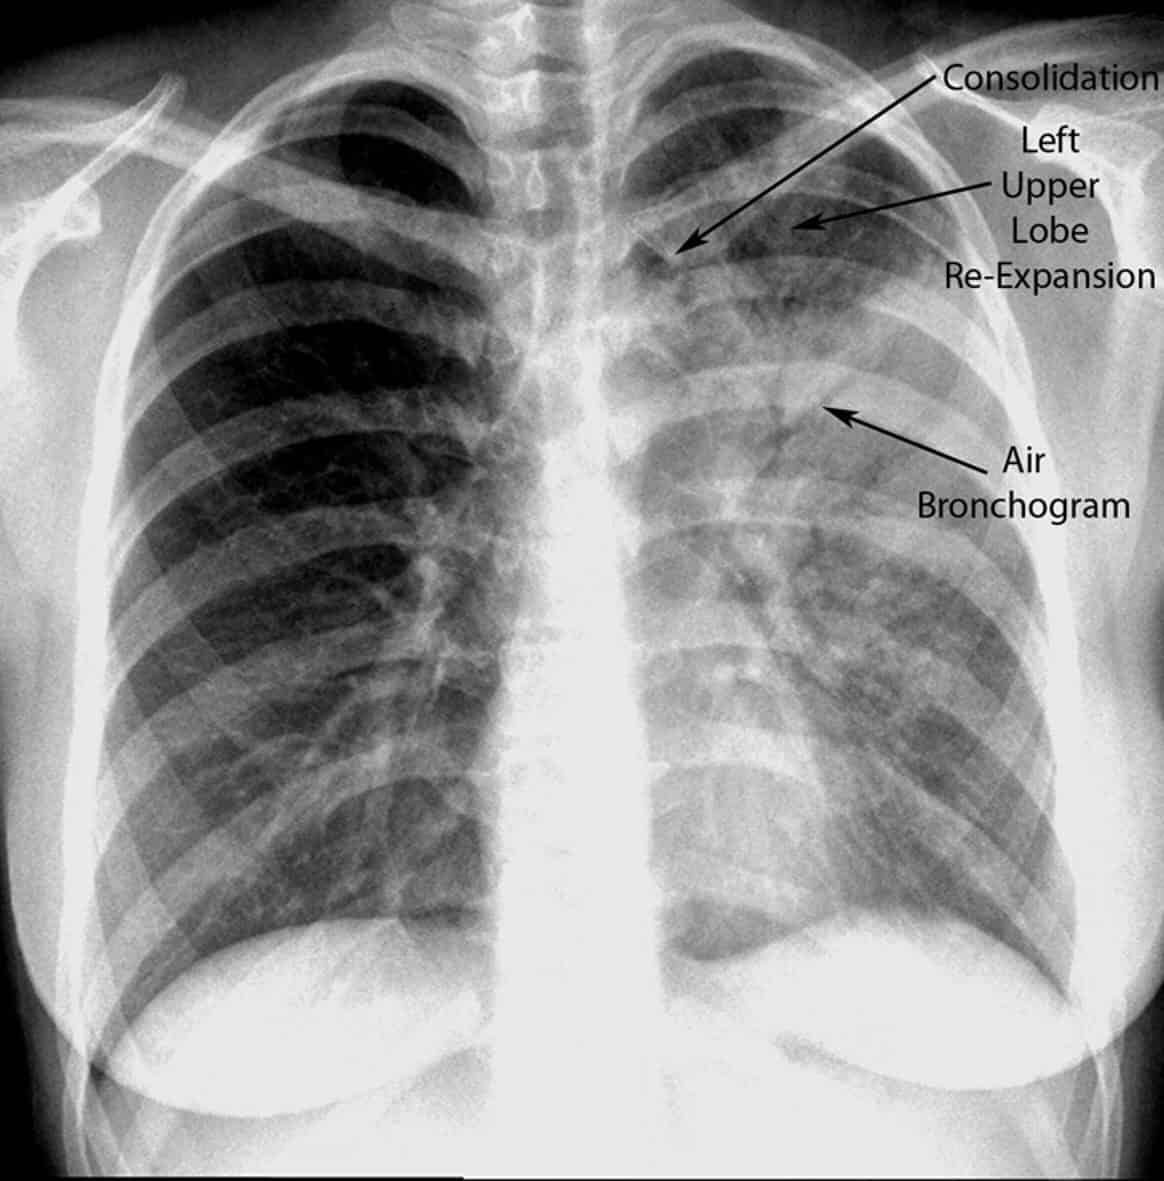 Consolidation
Left
Upper
Lobe
Re-Expansion
Air
Bronchogram